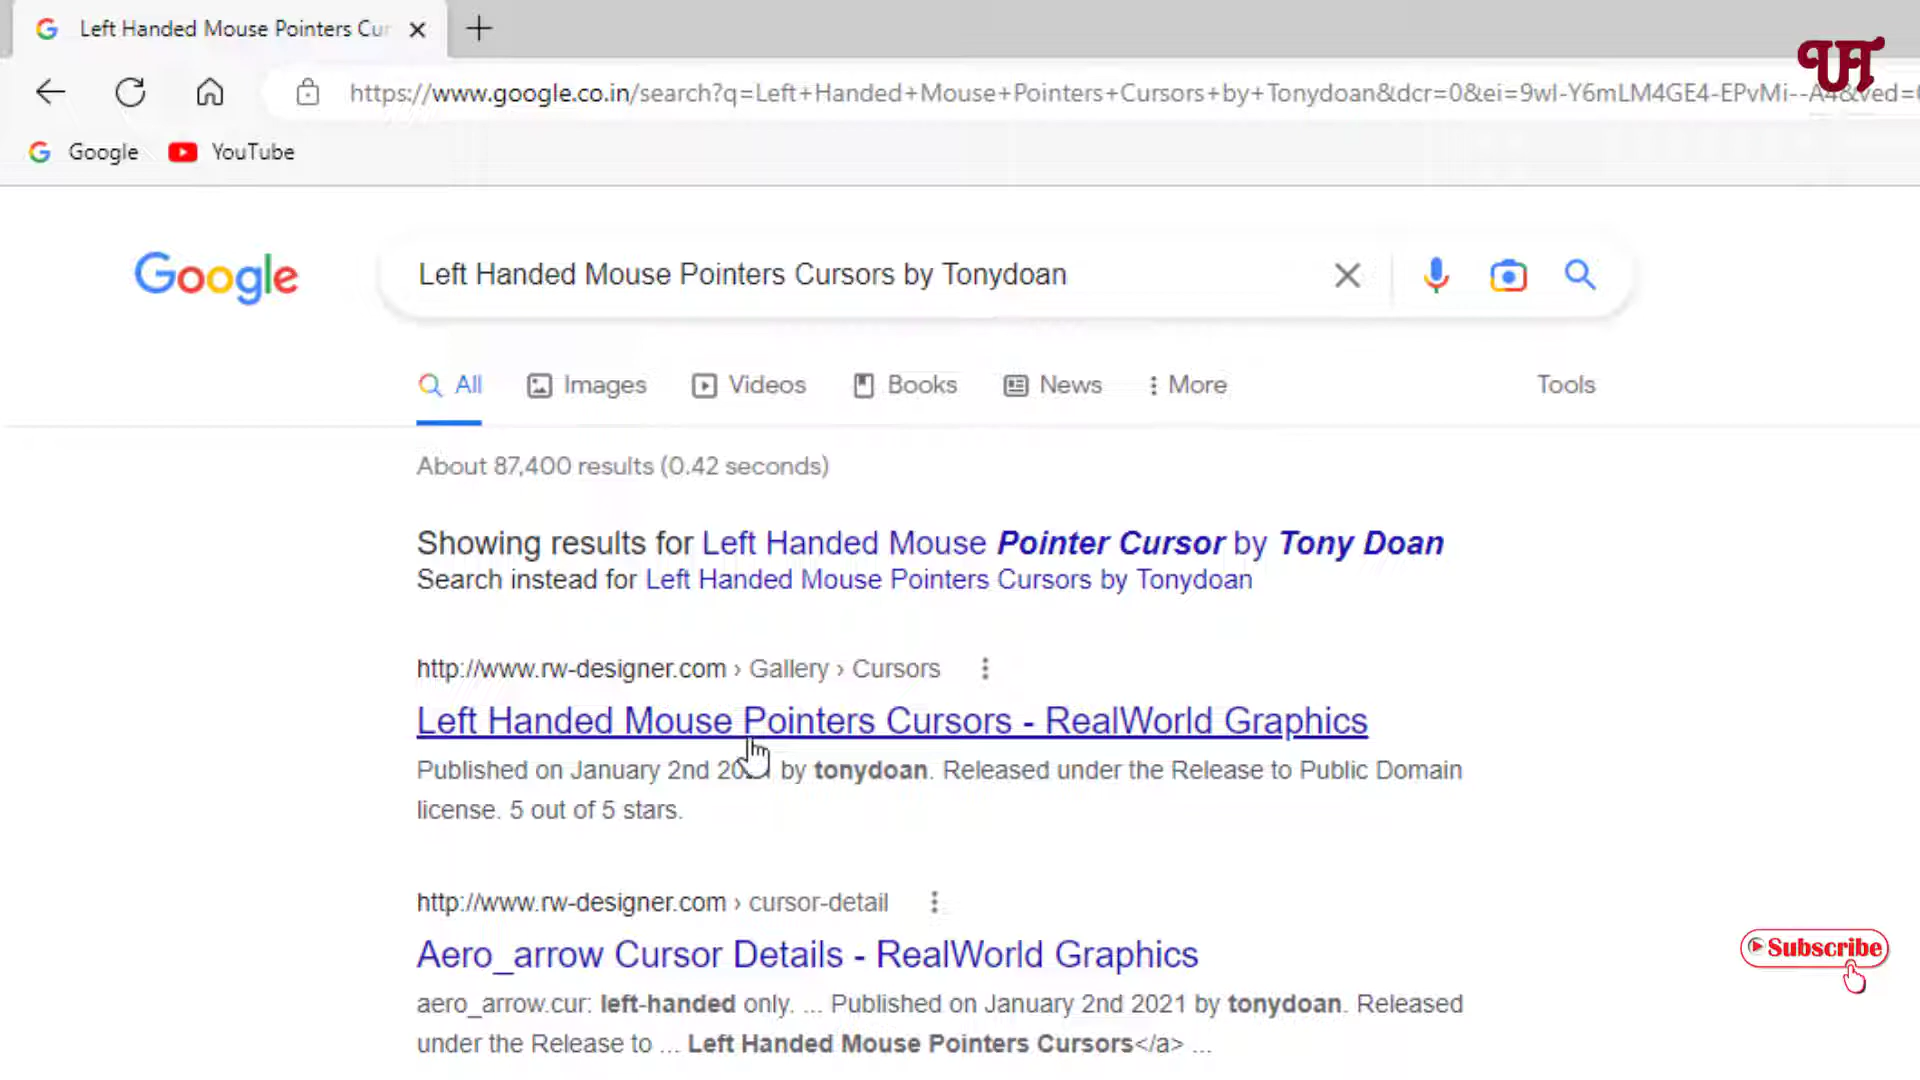 Left Handed Mouse Pointers Cur
https://www.google.co.in/search?q=Left+Handed+Mouse+Pointers+Cursors+by+Tonydoan&dcr=0&ei=9wI-Y6mLM4GE4-EPvMi--A4&ved=
Google YouTube
Google
Left Handed Mouse Pointers Cursors by Tonydoan
All Images Videos Books News More Tools
About 87,400 results (0.42 seconds)
Showing results for Left Handed Mouse Pointer Cursor by Tony Doan
Search instead for Left Handed Mouse Pointers Cursors by Tonydoan
http://www.rw-designer.com › Gallery › Cursors
Left Handed Mouse Pointers Cursors - RealWorld Graphics
Published on January 2nd by tonydoan. Released under the Release to Public Domain
license. 5 out of 5 stars.
http://www.rw-designer.com › cursor-detail
Aero_arrow Cursor Details - RealWorld Graphics
Subscribe
aero_arrow.cur: left-handed only. ... Published on January 2nd 2021 by tonydoan. Released
under the Release to ... Left Handed Mouse Pointers Cursors</a> ...